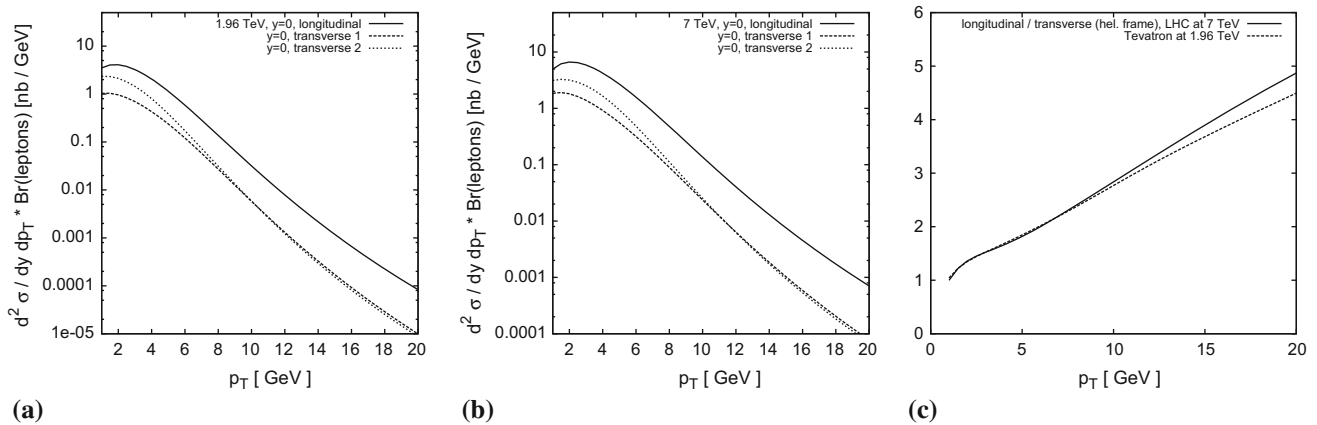 1.96 TeV, y=0, longitudinal
y=0, transverse 1
y=0, transverse 2
10
1
0.1
0.01
0.001
0.0001
1e-05
2 4 6 8 10 12 14 16 18 20
d² σ / dy dp_T * Br(leptons) [nb / GeV]
p_T [ GeV ]
(a)
7 TeV, y=0, longitudinal
y=0, transverse 1
y=0, transverse 2
10
1
0.1
0.01
0.001
0.0001
2 4 6 8 10 12 14 16 18 20
d² σ / dy dp_T * Br(leptons) [nb / GeV]
p_T [ GeV ]
(b)
longitudinal / transverse (hel. frame), LHC at 7 TeV
Tevatron at 1.96 TeV
6
5
4
3
2
1
0
0 5 10 15 20
p_T [ GeV ]
(c)